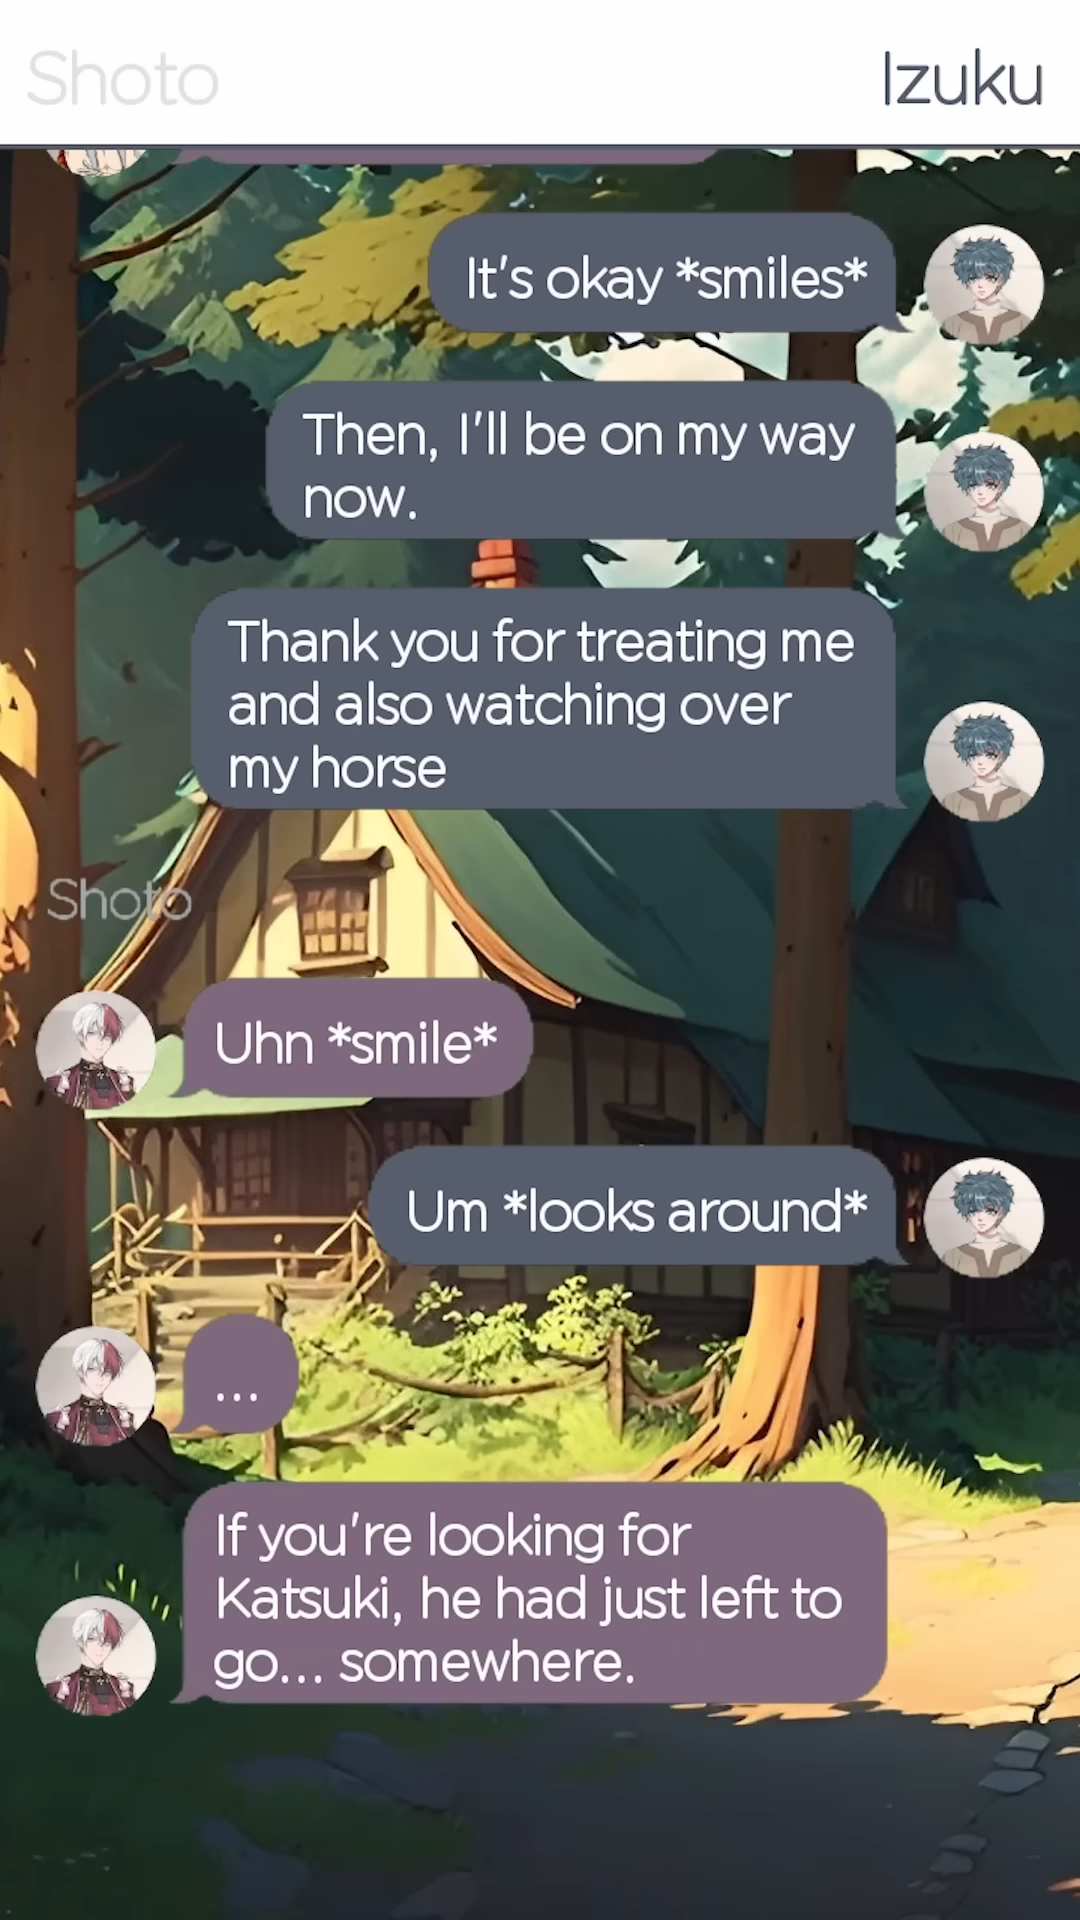 Shoto
Izuku
It's okay *smiles*
Then, I'll be on my way
now.
Thank you for treating me
and also watching over
my horse
Shoto
Uhn *smile*
Um *looks around*
...
If you're looking for
Katsuki, he had just left to
go... somewhere.